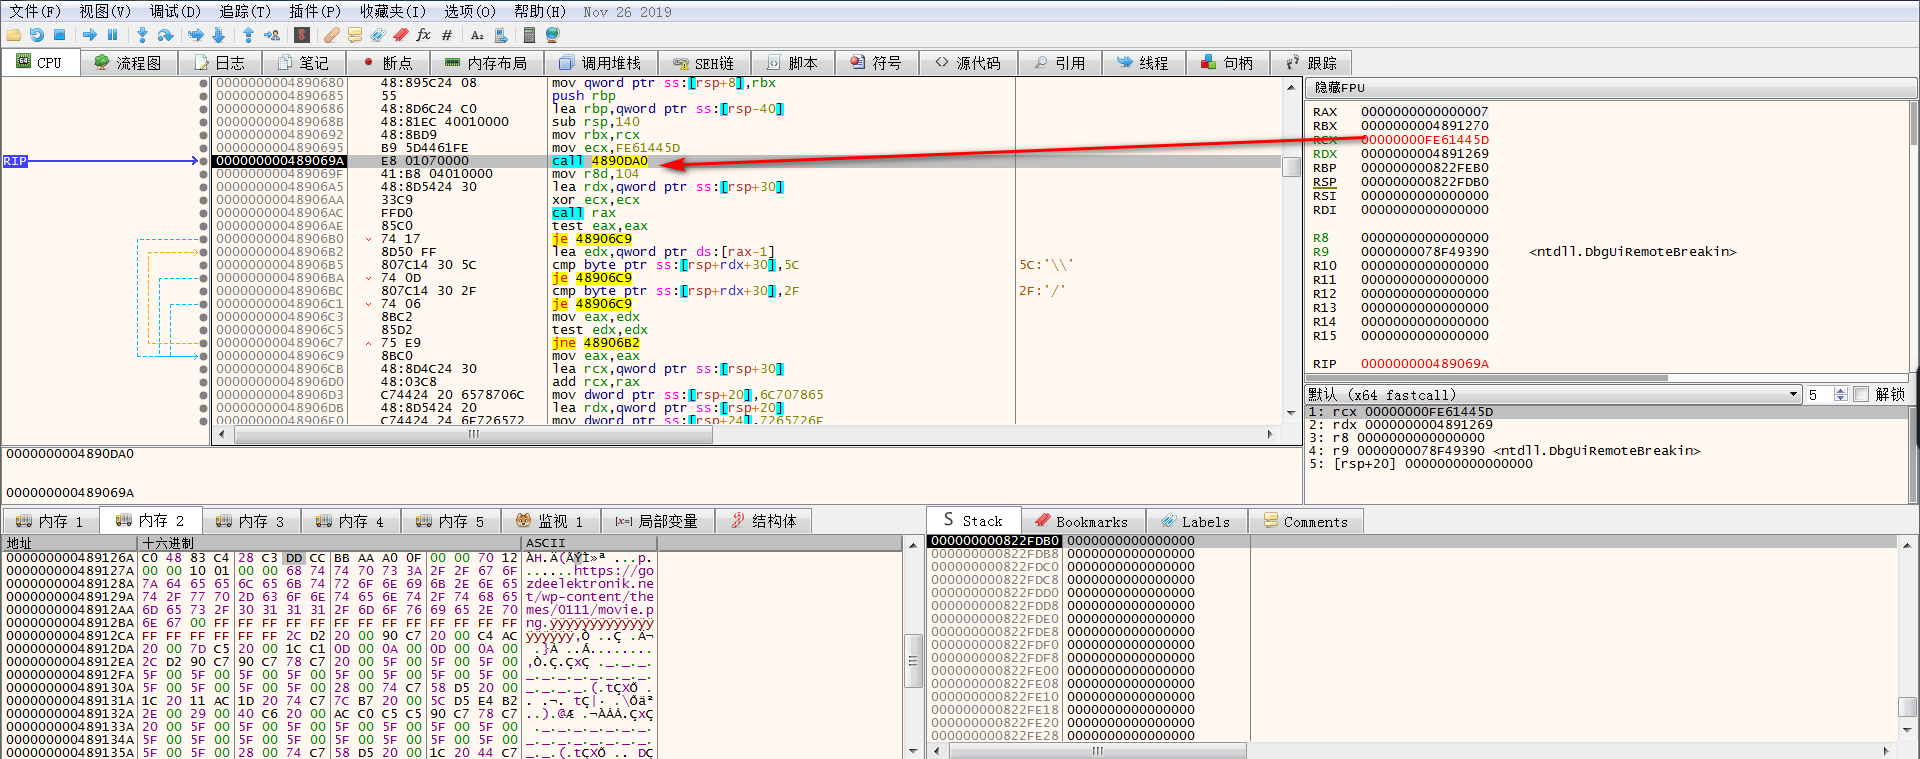 文件(F) 视图(V) 调试(D) 追踪(T) 插件(P) 收藏夹(I) 选项(O) 帮助(H) Nov 26 2019
CPU 流程图 日志 笔记 断点 内存布局 调用堆栈 SEH链 脚本 符号 源代码 引用 线程 句柄 跟踪
RIP
0000000004890680 48:895C24 08 mov qword ptr ss:[rsp+8],rbx
0000000004890685 55 push rbp
0000000004890686 48:8D6C24 C0 lea rbp,qword ptr ss:[rsp-40]
000000000489068B 48:81EC 40010000 sub rsp,140
0000000004890692 48:8BD9 mov rbx,rcx
0000000004890695 B9 5D4461FE mov ecx,FE61445D
000000000489069A E8 01070000 call 4890DA0
000000000489069F 41:B8 04010000 mov r8d,104
00000000048906A5 48:8D5424 30 lea rdx,qword ptr ss:[rsp+30]
00000000048906AA 33C9 xor ecx,ecx
00000000048906AC FFD0 call rax
00000000048906AE 85C0 test eax,eax
00000000048906B0 74 17 je 48906C9
00000000048906B2 8D50 FF lea edx,qword ptr ds:[rax-1]
00000000048906B5 807C14 30 5C cmp byte ptr ss:[rsp+rdx+30],5C 5C:'\\'
00000000048906BA 74 0D je 48906C9
00000000048906BC 807C14 30 2F cmp byte ptr ss:[rsp+rdx+30],2F 2F:'/'
00000000048906C1 74 06 je 48906C9
00000000048906C3 8BC2 mov eax,edx
00000000048906C5 85D2 test edx,edx
00000000048906C7 75 E9 jne 48906B2
00000000048906C9 8BC0 mov eax,eax
00000000048906CB 48:8D4C24 30 lea rcx,qword ptr ss:[rsp+30]
00000000048906D0 48:03C8 add rcx,rax
00000000048906D3 C74424 20 6578706C mov dword ptr ss:[rsp+20],6C707865
00000000048906DB 48:8D5424 20 lea rdx,qword ptr ss:[rsp+20]
00000000048906E0 C74424 24 6F726572 mov dword ptr ss:[rsp+24],7265726F
隐藏FPU
RAX 0000000000000007
RBX 0000000004891270
RCX 00000000FE61445D
RDX 0000000004891269
RBP 000000000822FEB0
RSP 000000000822FDB0
RSI 0000000000000000
RDI 0000000000000000
R8 0000000000000000
R9 0000000078F49390 <ntdll.DbgUiRemoteBreakin>
R10 0000000000000000
R11 0000000000000000
R12 0000000000000000
R13 0000000000000000
R14 0000000000000000
R15 0000000000000000
RIP 000000000489069A
默认 (x64 fastcall) 5 解锁
1: rcx 00000000FE61445D
2: rdx 0000000004891269
3: r8 0000000000000000
4: r9 0000000078F49390 <ntdll.DbgUiRemoteBreakin>
5: [rsp+20] 0000000000000000
0000000004890DA0
000000000489069A
内存 1 内存 2 内存 3 内存 4 内存 5 监视 1 [x=] 局部变量 结构体
地址 十六进制 ASCII
000000000489126A C0 48 83 C4 28 C3 DD CC BB AA A0 0F 00 00 70 12 ÀH.Ä(ÃÝÌ»ª ...p.
000000000489127A 00 00 10 01 00 00 68 74 74 70 73 3A 2F 2F 67 6F ......https://go
000000000489128A 7A 64 65 65 6C 65 6B 74 72 6F 6E 69 6B 2E 6E 65 zdeelektronik.ne
000000000489129A 74 2F 77 70 2D 63 6F 6E 74 65 6E 74 2F 74 68 65 t/wp-content/the
00000000048912AA 6D 65 73 2F 30 31 31 31 2F 6D 6F 76 69 65 2E 70 mes/0111/movie.p
00000000048912BA 6E 67 00 FF FF FF FF FF FF FF FF FF FF FF FF FF ng.ÿÿÿÿÿÿÿÿÿÿÿÿÿ
00000000048912CA FF FF FF FF FF FF 2C D2 20 00 90 C7 20 00 C4 AC ÿÿÿÿÿÿ,Ò ..Ç .Ä¬
00000000048912DA 20 00 7D C5 20 00 1C C1 0D 00 0A 00 0D 00 0A 00 .}Å ..Á........
00000000048912EA 2C D2 90 C7 90 C7 78 C7 20 00 5F 00 5F 00 5F 00 ,Ò.Ç.ÇxÇ ._._._.
00000000048912FA 5F 00 5F 00 5F 00 5F 00 5F 00 5F 00 5F 00 5F 00 _._._._._._._._.
000000000489130A 5F 00 5F 00 5F 00 5F 00 28 00 74 C7 58 D5 20 00 _._._._.(.tÇXÕ .
000000000489131A 1C 20 11 AC 1D 20 74 C7 7C B7 20 00 5C D5 E4 B2 . .¬. tÇ|· .\Õä²
000000000489132A 2E 00 29 00 40 C6 20 00 AC C0 C5 C5 90 C7 78 C7 ..).@Æ .¬ÀÅÅ.ÇxÇ
000000000489133A 20 00 5F 00 5F 00 5F 00 5F 00 5F 00 5F 00 5F 00 ._._._._._._._.
000000000489134A 5F 00 5F 00 5F 00 5F 00 5F 00 5F 00 5F 00 5F 00 _._._._._._._._.
000000000489135A 5F 00 5F 00 28 00 74 C7 58 D5 20 00 1C 20 44 C7 _._.(.tÇXÕ .. DÇ
Stack Bookmarks Labels Comments
000000000822FDB0 0000000000000000
000000000822FDB8 0000000000000000
000000000822FDC0 0000000000000000
000000000822FDC8 0000000000000000
000000000822FDD0 0000000000000000
000000000822FDD8 0000000000000000
000000000822FDE0 0000000000000000
000000000822FDE8 0000000000000000
000000000822FDF0 0000000000000000
000000000822FDF8 0000000000000000
000000000822FE00 0000000000000000
000000000822FE08 0000000000000000
000000000822FE10 0000000000000000
000000000822FE18 0000000000000000
000000000822FE20 0000000000000000
000000000822FE28 0000000000000000